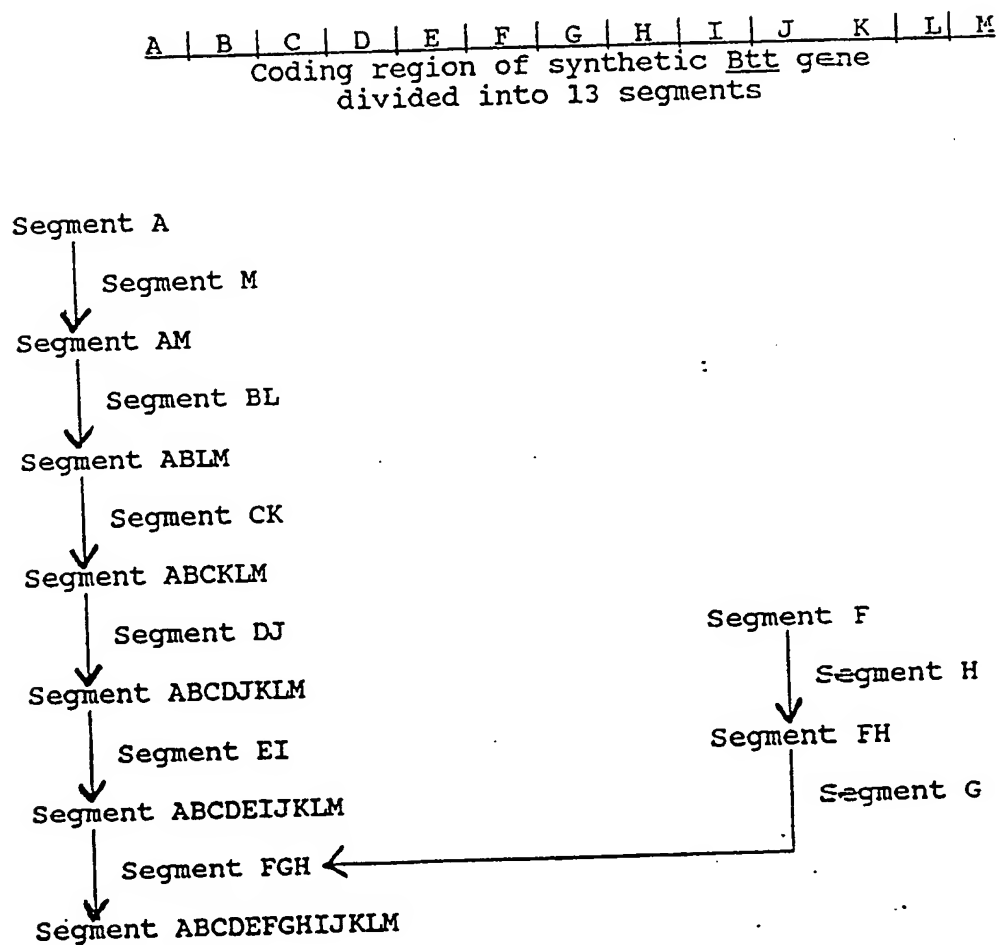 A | B | C | D | E | F | G | H | I | J K | L | M
Coding region of synthetic Btt gene
divided into 13 segments
Segment A
Segment M
Segment AM
Segment BL
Segment ABLM
Segment CK
Segment ABCKLM
Segment DJ
Segment ABCDJKLM
Segment EI
Segment ABCDEIJKLM
Segment F
Segment H
Segment FH
Segment G
Segment FGH
Segment ABCDEFGHIJKLM